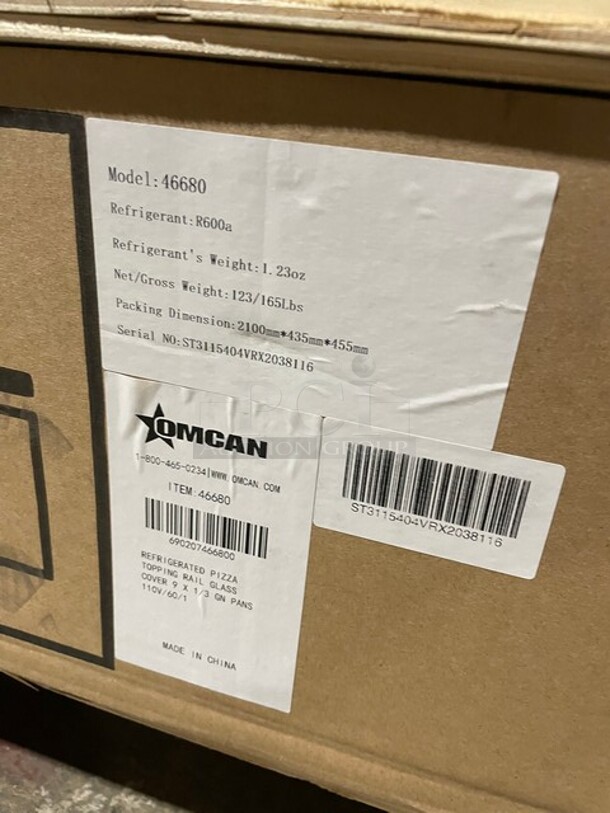 Model:46680
Refrigerant:R600a
Refrigerant's Weight:1.23oz
Net/Gross Weight:123/165Lbs
Packing Dimension:2100mm*435mm*455mm
Serial NO:ST3115404VRX2038116
OMCAN
1-800-465-0234|WWW.OMCAN.COM
ITEM 46680
690207466800
REFRIGERATED PIZZA
TOPPING RAIL GLASS
COVER 9 X 1/3 GN PANS
110V/60/1
MADE IN CHINA
ST3115404VRX2038116
AUCTION GROUP